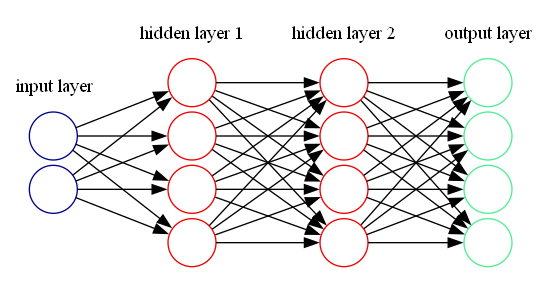 hidden layer 1
hidden layer 2
output layer
input layer